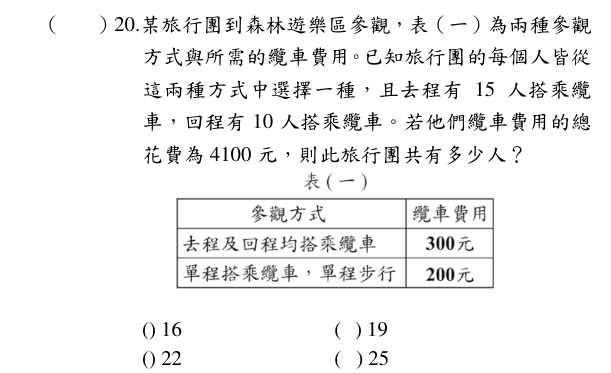 (　　) 20.某旅行團到森林遊樂區參觀，表(一)為兩種參觀
方式與所需的纜車費用。已知旅行團的每個人皆從
這兩種方式中選擇一種，且去程有 15 人搭乘纜
車，回程有 10 人搭乘纜車。若他們纜車費用的總
花費為 4100 元，則此旅行團共有多少人？
表(一)
參觀方式 纜車費用
去程及回程均搭乘纜車 300元
單程搭乘纜車，單程步行 200元
() 16 ( ) 19
() 22 ( ) 25